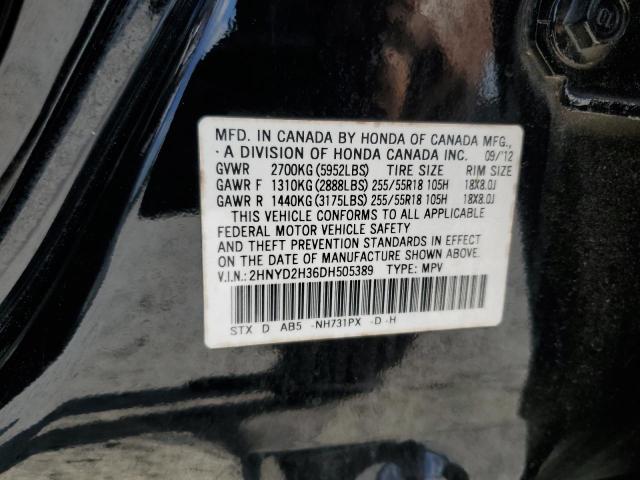 MFD. IN CANADA BY HONDA OF CANADA MFG.,
A DIVISION OF HONDA CANADA INC. 09/'12
GVWR 2700KG (5952LBS) TIRE SIZE RIM SIZE
GAWR F 1310KG (2888LBS) 255/55R18 105H 18X8.0J
GAWR R 1440KG (3175LBS) 255/55R18 105H 18X8.0J
THIS VEHICLE CONFORMS TO ALL APPLICABLE
FEDERAL MOTOR VEHICLE SAFETY
AND THEFT PREVENTION STANDARDS IN EFFECT
ON THE DATE OF MANUFACTURE SHOWN ABOVE.
V.I.N.: 2HNYD2H36DH505389 TYPE: MPV
STX D AB5 -NH731PX -D -H